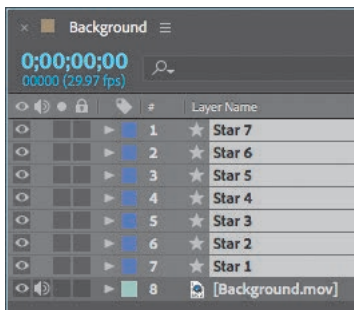 Background
0;00;00;00
00000 (29.97 fps)
# Layer Name
1 Star 7
2 Star 6
3 Star 5
4 Star 4
5 Star 3
6 Star 2
7 Star 1
8 [Background.mov]